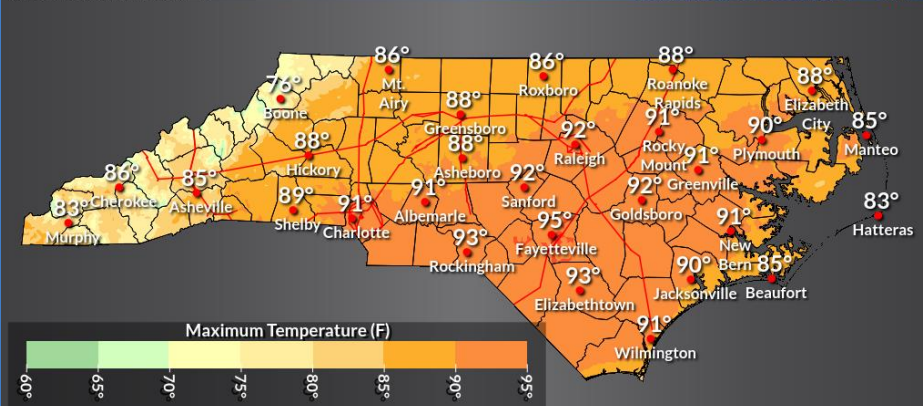 86°
Mt.
Airy
86°
Roxboro
88°
Roanoke
Rapids
76°
Boone
88°
Elizabeth
City
88°
Greensboro
85°
Manteo
91°
Rocky
Mount
92°
Raleigh
90°
Plymouth
88°
Hickory
88°
Asheboro
91°
Greenville
86°
Cherokee
85°
Asheville
92°
Sanford
92°
Goldsboro
83°
Murphy
89°
Shelby
91°
Charlotte
91°
Albemarle
83°
Hatteras
95°
Fayetteville
91°
New
Bern
93°
Rockingham
93°
Elizabethtown
90°
Jacksonville
85°
Beaufort
91°
Wilmington
Maximum Temperature (F)
60°
65°
70°
75°
80°
85°
90°
95°